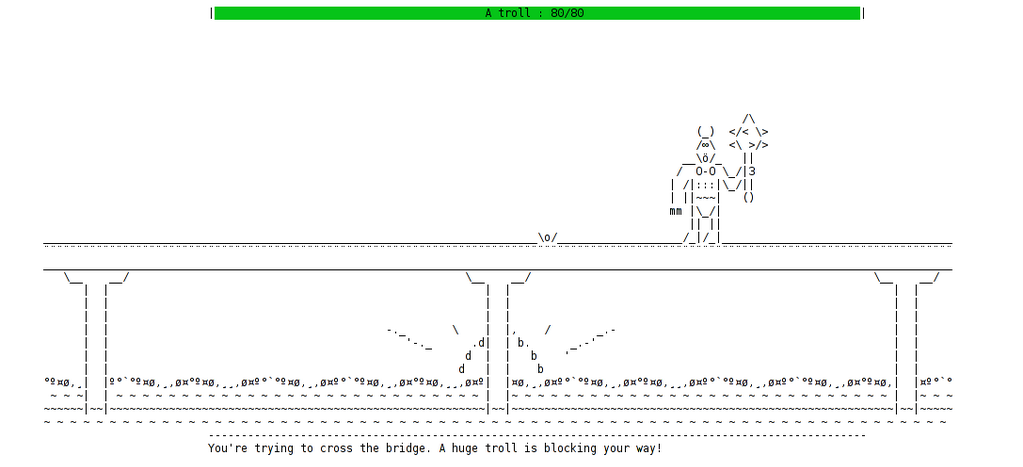 A troll : 80/80
You're trying to cross the bridge. A huge troll is blocking your way!